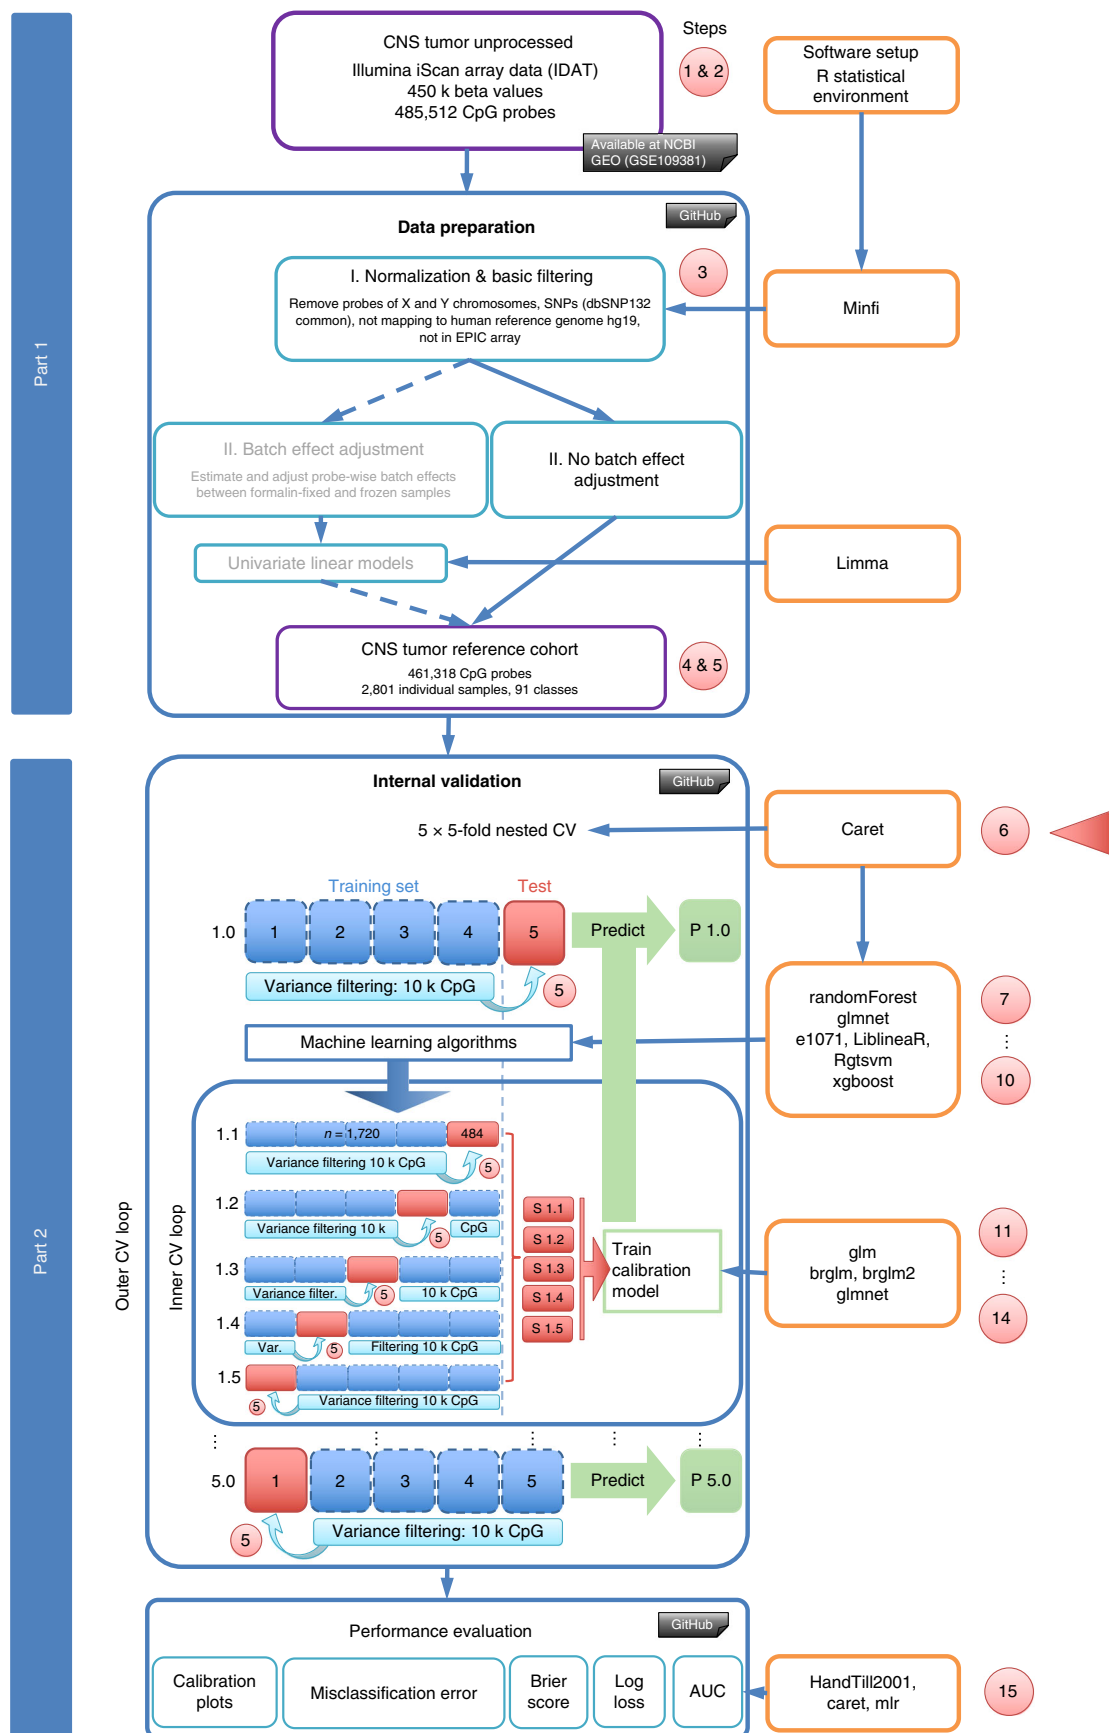 Part 1
CNS tumor unprocessed
Illumina iScan array data (IDAT)
450 k beta values
485,512 CpG probes
Available at NCBI
GEO (GSE109381)
Steps
1 & 2
Software setup
R statistical
environment
GitHub
Data preparation
I. Normalization & basic filtering
Remove probes of X and Y chromosomes, SNPs (dbSNP132
common), not mapping to human reference genome hg19,
not in EPIC array
3
Minfi
II. Batch effect adjustment
Estimate and adjust probe-wise batch effects
between formalin-fixed and frozen samples
II. No batch effect
adjustment
Univariate linear models
Limma
CNS tumor reference cohort
461,318 CpG probes
2,801 individual samples, 91 classes
4 & 5
Part 2
Internal validation
GitHub
5 × 5-fold nested CV
Caret
6
Training set
Test
1.0
1
2
3
4
5
Predict
P 1.0
Variance filtering: 10 k CpG
5
Machine learning algorithms
randomForest
glmnet
e1071, LiblineaR,
Rgtsvm
xgboost
7
⋮
10
Outer CV loop
Inner CV loop
1.1
n = 1,720
484
Variance filtering 10 k CpG
5
1.2
Variance filtering 10 k
5
CpG
1.3
Variance filter.
5
10 k CpG
1.4
Var.
5
Filtering 10 k CpG
1.5
5
Variance filtering 10 k CpG
S 1.1
S 1.2
S 1.3
S 1.4
S 1.5
Train
calibration
model
glm
brglm, brglm2
glmnet
11
⋮
14
⋮ ⋮ ⋮ ⋮ ⋮
5.0
1
2
3
4
5
Predict
P 5.0
5
Variance filtering: 10 k CpG
Performance evaluation
GitHub
Calibration
plots
Misclassification error
Brier
score
Log
loss
AUC
HandTill2001,
caret, mlr
15